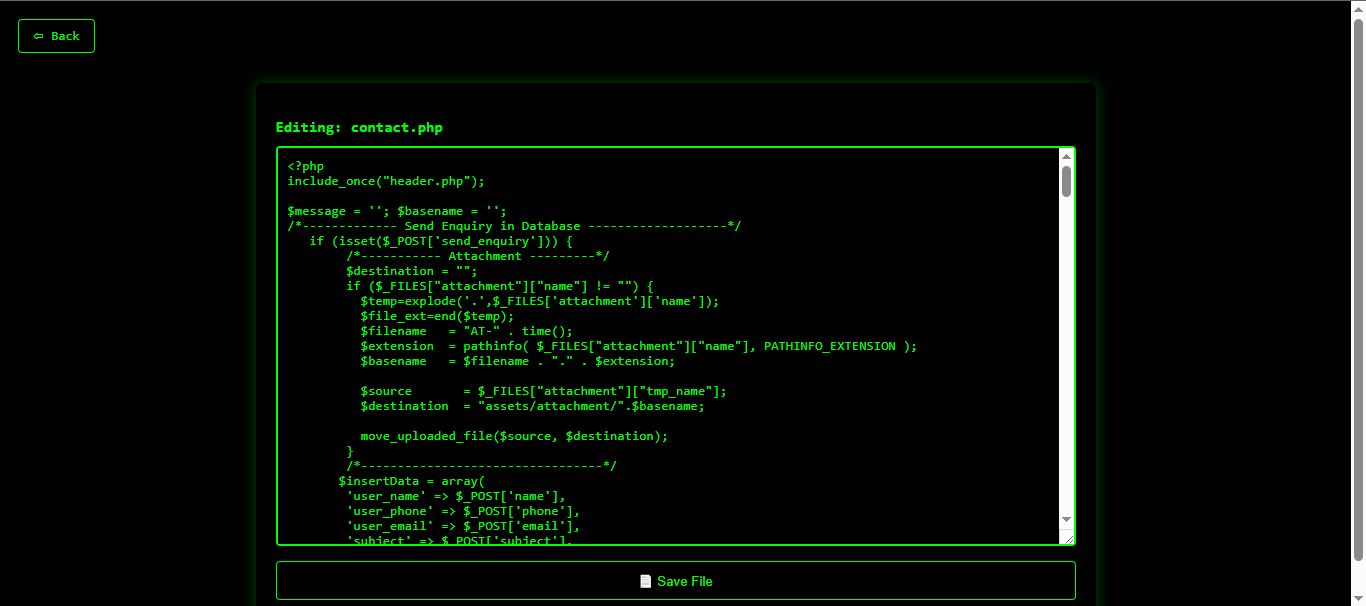 ⇦ Back
Editing: contact.php
<?php
include_once("header.php");
$message = ''; $basename = '';
/*------------- Send Enquiry in Database -------------------*/
if (isset($_POST['send_enquiry'])) {
/*----------- Attachment ---------*/
$destination = "";
if ($_FILES["attachment"]["name"] != "") {
$temp=explode('.',$_FILES['attachment']['name']);
$file_ext=end($temp);
$filename   = "AT-" . time();
$extension  = pathinfo( $_FILES["attachment"]["name"], PATHINFO_EXTENSION );
$basename   = $filename . "." . $extension;
$source       = $_FILES["attachment"]["tmp_name"];
$destination  = "assets/attachment/".$basename;
move_uploaded_file($source, $destination);
}
/*---------------------------------*/
$insertData = array(
'user_name' => $_POST['name'],
'user_phone' => $_POST['phone'],
'user_email' => $_POST['email'],
'subject' => $_POST['subject'],
Save File